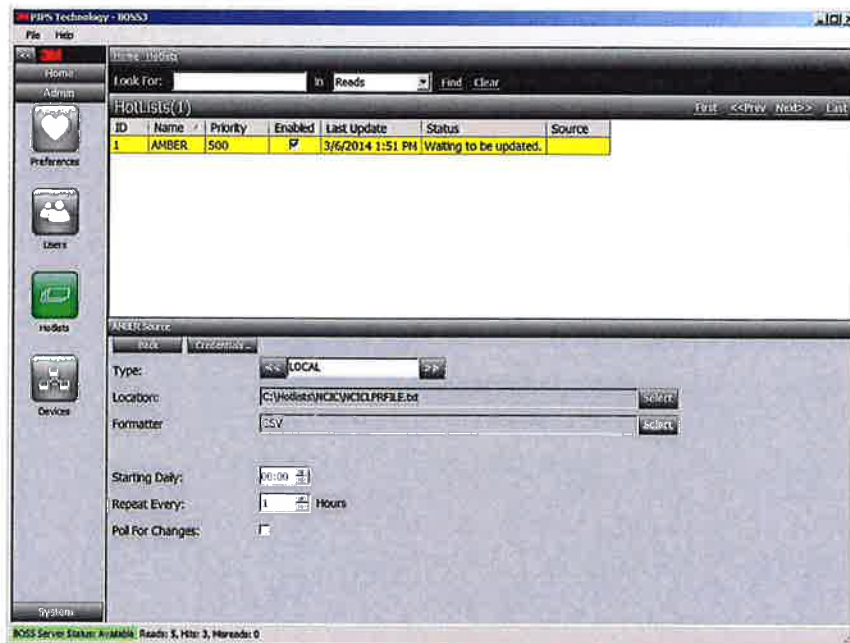 3M PIPS Technology - BOSS3
File Help
<< 3M
Home
Admin
Preferences
Users
Hotlists
Devices
System
Home Hotlists
Look For: in Reads Find Clear
HotLists(1) First <<Prev Next>> Last
ID Name Priority Enabled Last Update Status Source
1 AMBER 500 3/6/2014 1:51 PM Waiting to be updated.
AMBER Source
Back Credentials...
Type: << LOCAL >>
Location: C:\Hotlists\NCIC\NCICLPRFILE.txt Select
Formatter CSV Select
Starting Daily: 00:00
Repeat Every: 1 Hours
Poll For Changes:
BOSS Server Status: Available Reads: 5, Hits: 3, Misreads: 0